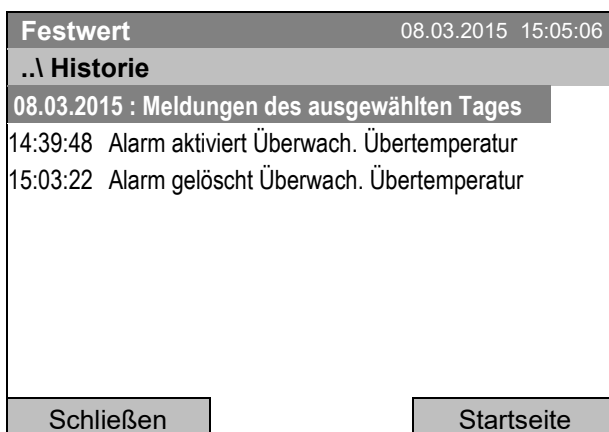 Festwert 08.03.2015 15:05:06
..\ Historie
08.03.2015 : Meldungen des ausgewählten Tages
14:39:48 Alarm aktiviert Überwach. Übertemperatur
15:03:22 Alarm gelöscht Überwach. Übertemperatur
Schließen Startseite